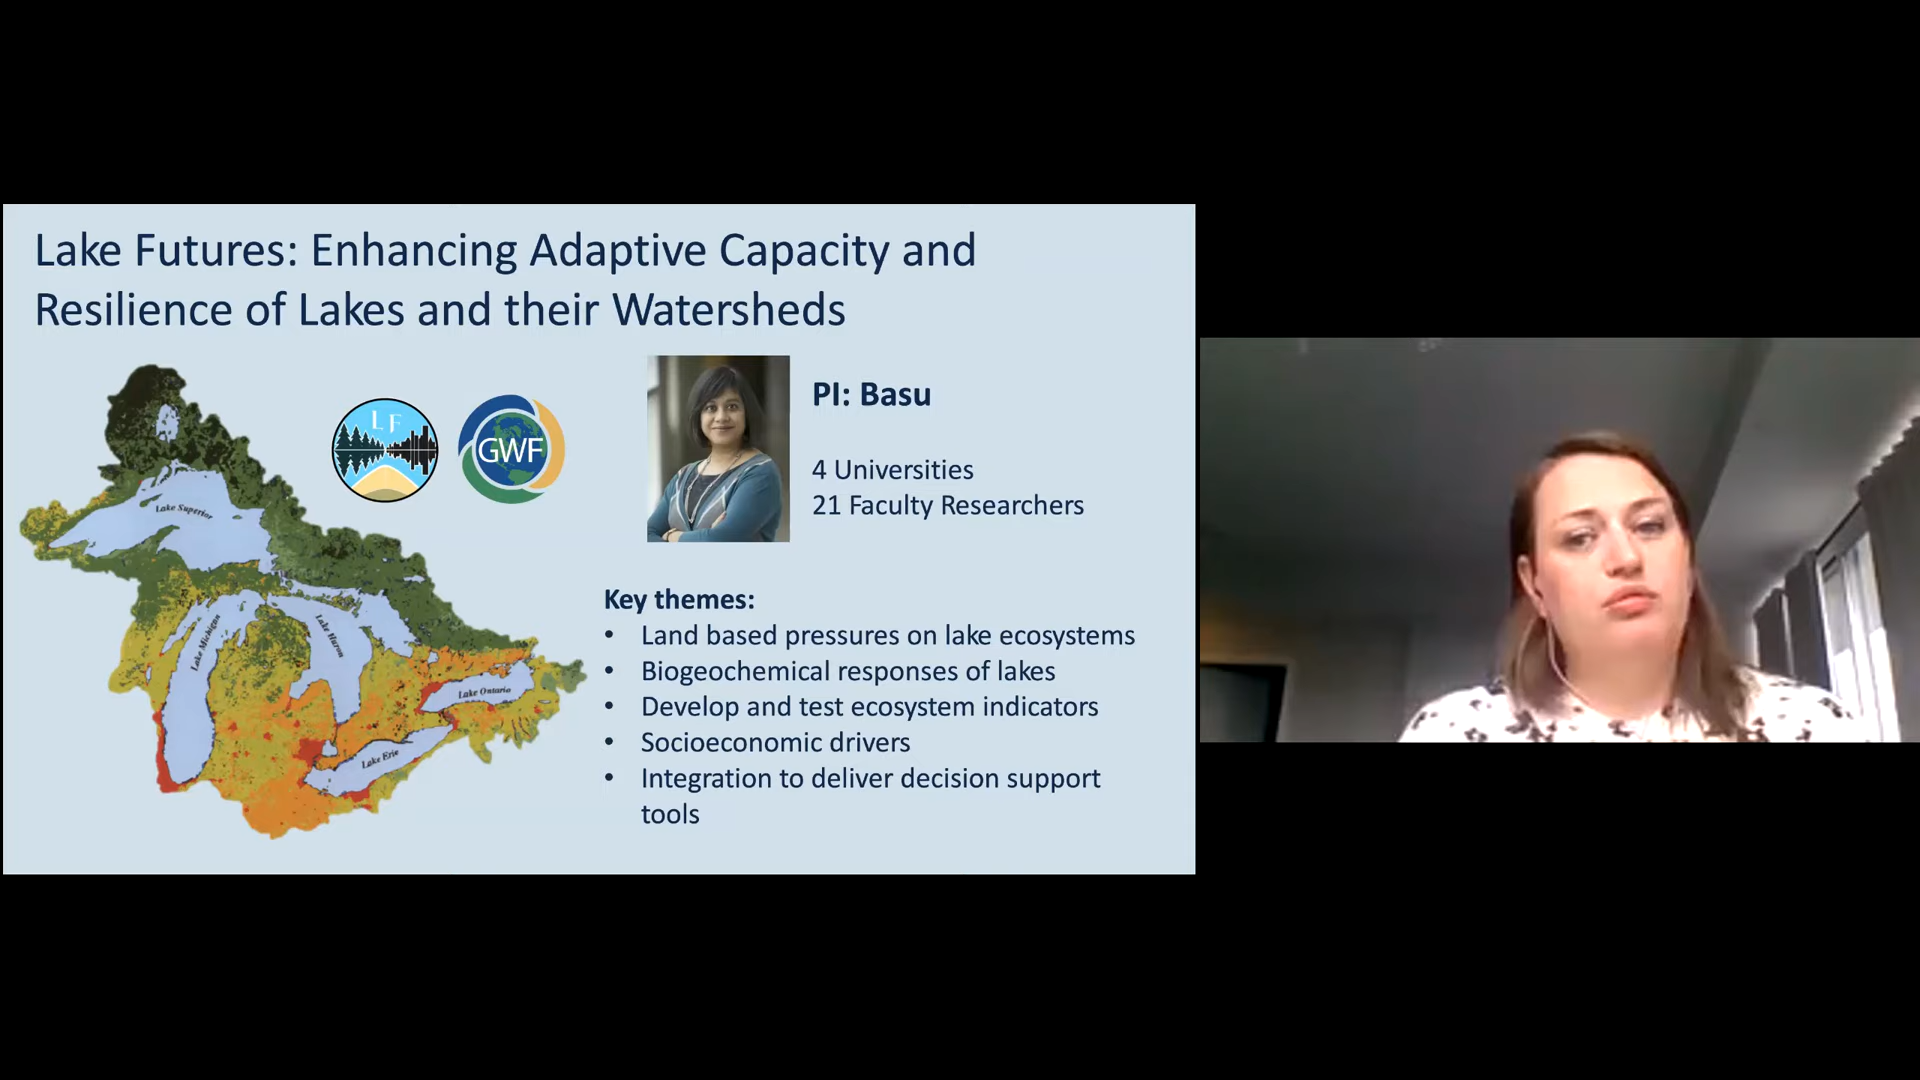 Lake Futures: Enhancing Adaptive Capacity and
Resilience of Lakes and their Watersheds
L F
GWF
PI: Basu
4 Universities
21 Faculty Researchers
Lake Superior
Lake Michigan
Lake Huron
Lake Ontario
Lake Erie
Key themes:
• Land based pressures on lake ecosystems
• Biogeochemical responses of lakes
• Develop and test ecosystem indicators
• Socioeconomic drivers
• Integration to deliver decision support
tools